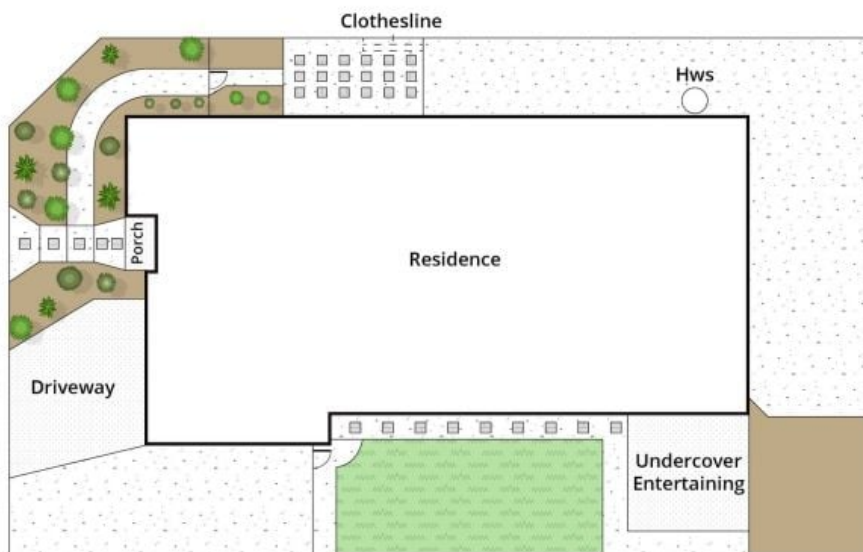 Clothesline
Hws
Porch
Residence
Driveway
Undercover
Entertaining